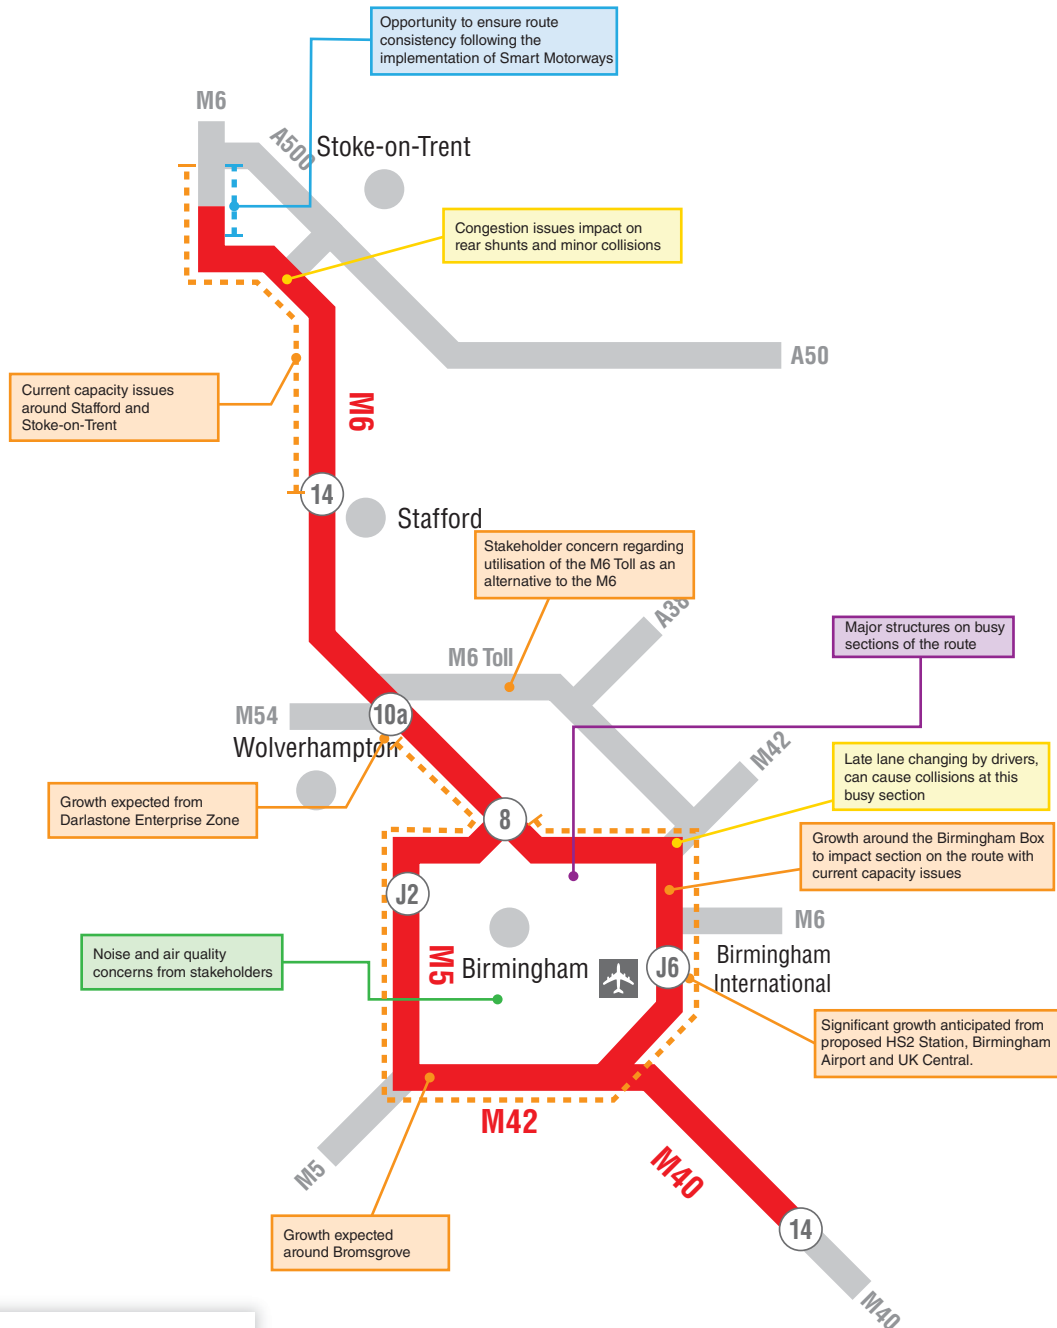 Opportunity to ensure route
consistency following the
implementation of Smart Motorways
M6
A500
Stoke-on-Trent
Congestion issues impact on
rear shunts and minor collisions
A50
Current capacity issues
around Stafford and
Stoke-on-Trent
M6
14
Stafford
Stakeholder concern regarding
utilisation of the M6 Toll as an
alternative to the M6
A38
Major structures on busy
sections of the route
M6 Toll
M54
10a
Wolverhampton
M42
Late lane changing by drivers,
can cause collisions at this
busy section
Growth expected from
Darlastone Enterprise Zone
8
Growth around the Birmingham Box
to impact section on the route with
current capacity issues
J2
M6
Noise and air quality
concerns from stakeholders
M5
Birmingham
J6
Birmingham
International
Significant growth anticipated from
proposed HS2 Station, Birmingham
Airport and UK Central.
M42
M5
M40
Growth expected
around Bromsgrove
14
M40